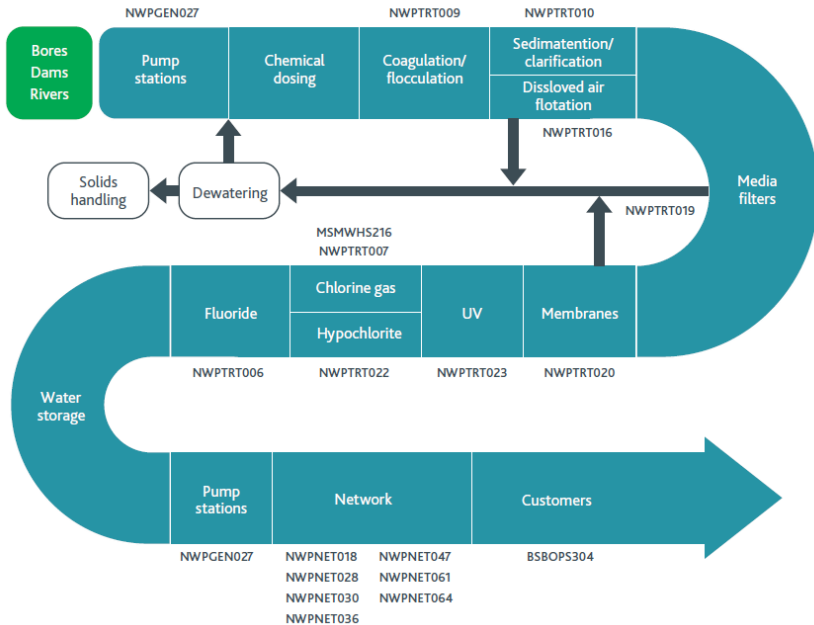 NWPGEN027
NWPTRT009
NWPTRT010
Bores
Dams
Rivers
Pump
stations
Chemical
dosing
Coagulation/
flocculation
Sedimatention/
clarification
Dissloved air
flotation
NWPTRT016
Media
filters
Solids
handling
Dewatering
NWPTRT019
MSMWHS216
NWPTRT007
Fluoride
Chlorine gas
Hypochlorite
UV
Membranes
NWPTRT006
NWPTRT022
NWPTRT023
NWPTRT020
Water
storage
Pump
stations
Network
Customers
NWPGEN027
NWPNET018
NWPNET028
NWPNET030
NWPNET036
NWPNET047
NWPNET061
NWPNET064
BSBOPS304